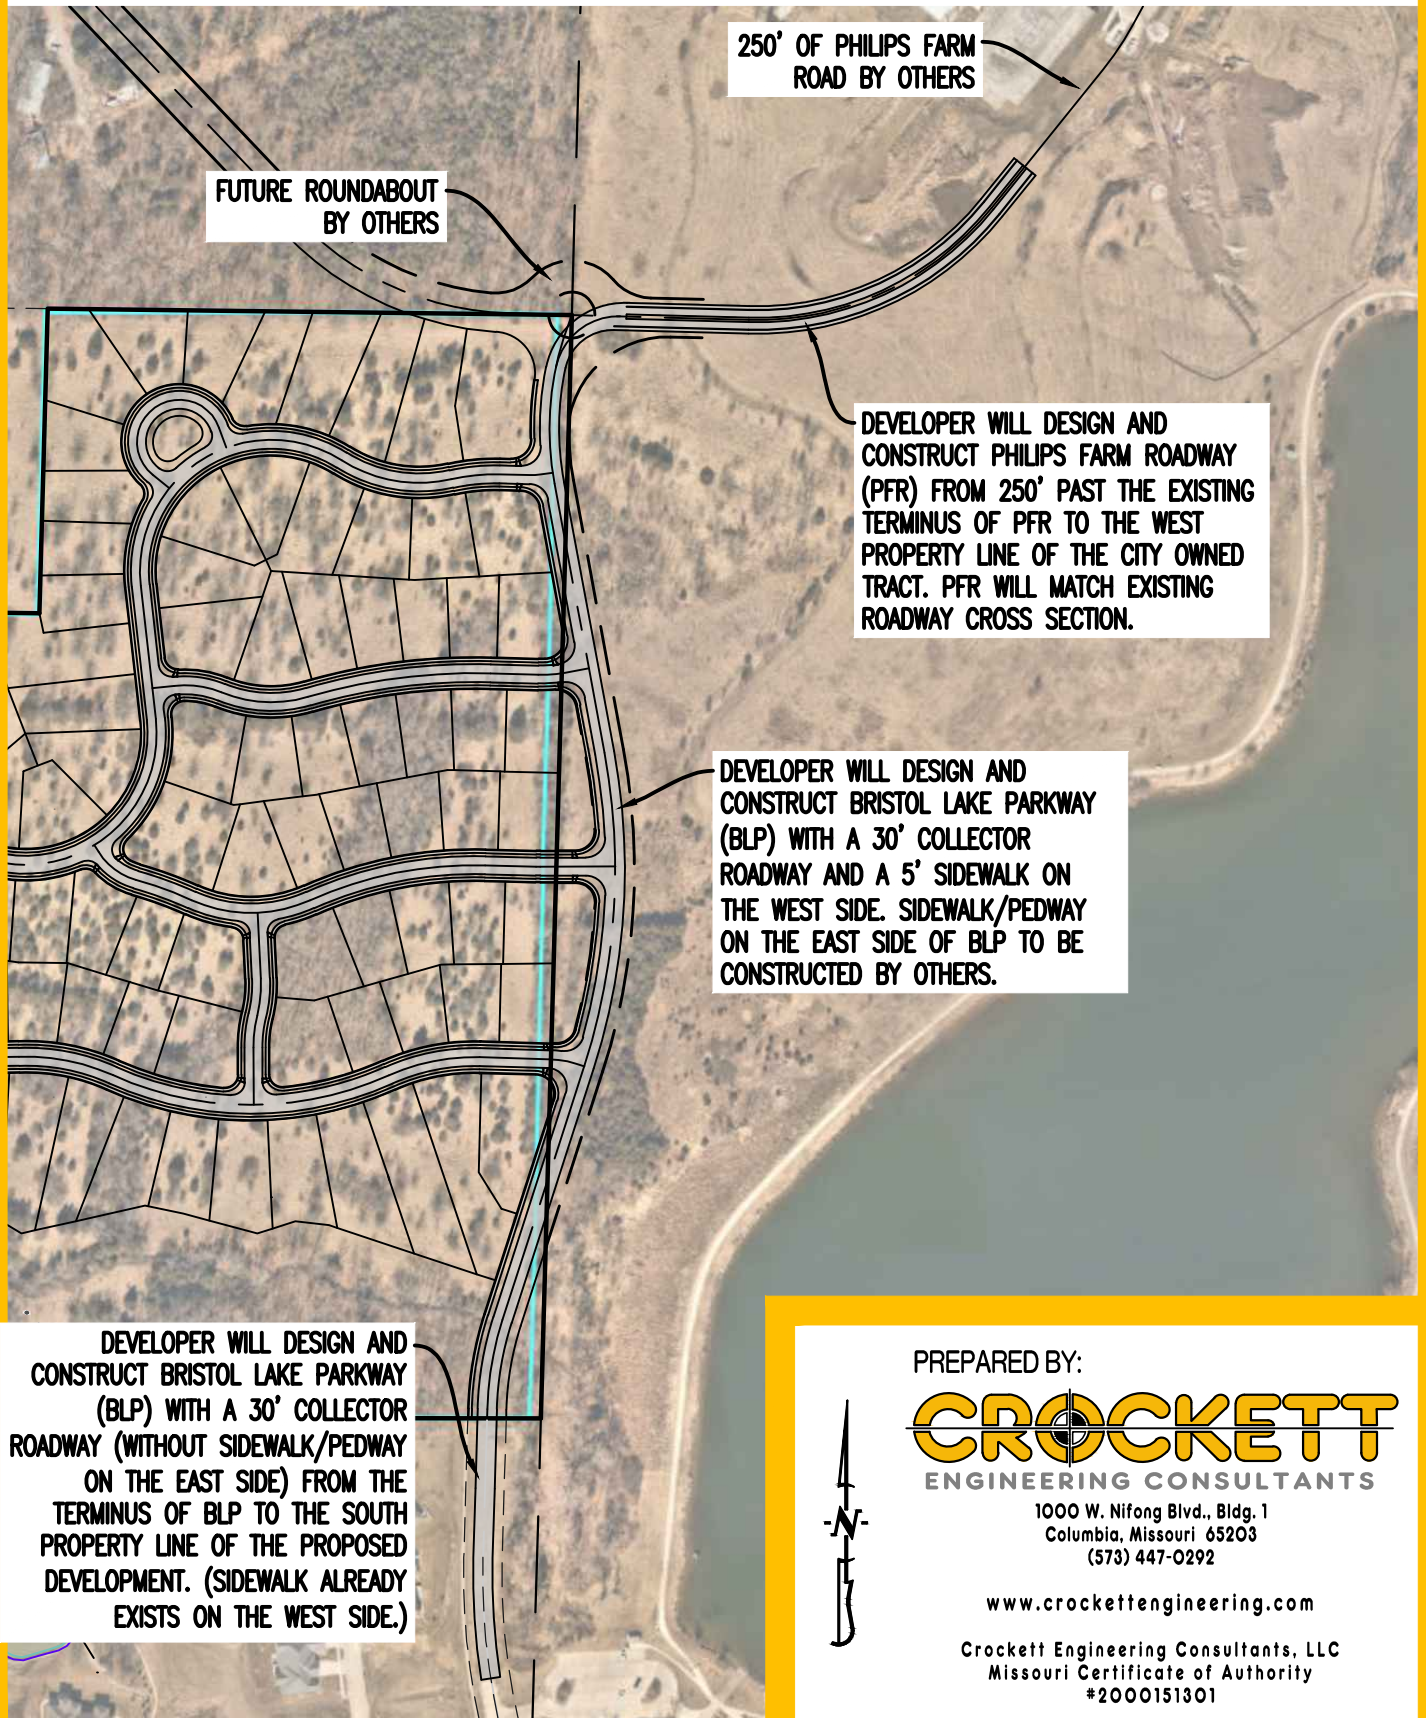 250' OF PHILIPS FARM
ROAD BY OTHERS
FUTURE ROUNDABOUT
BY OTHERS
DEVELOPER WILL DESIGN AND
CONSTRUCT PHILIPS FARM ROADWAY
(PFR) FROM 250' PAST THE EXISTING
TERMINUS OF PFR TO THE WEST
PROPERTY LINE OF THE CITY OWNED
TRACT. PFR WILL MATCH EXISTING
ROADWAY CROSS SECTION.
DEVELOPER WILL DESIGN AND
CONSTRUCT BRISTOL LAKE PARKWAY
(BLP) WITH A 30' COLLECTOR
ROADWAY AND A 5' SIDEWALK ON
THE WEST SIDE. SIDEWALK/PEDWAY
ON THE EAST SIDE OF BLP TO BE
CONSTRUCTED BY OTHERS.
DEVELOPER WILL DESIGN AND
CONSTRUCT BRISTOL LAKE PARKWAY
(BLP) WITH A 30' COLLECTOR
ROADWAY (WITHOUT SIDEWALK/PEDWAY
ON THE EAST SIDE) FROM THE
TERMINUS OF BLP TO THE SOUTH
PROPERTY LINE OF THE PROPOSED
DEVELOPMENT. (SIDEWALK ALREADY
EXISTS ON THE WEST SIDE.)
N
PREPARED BY:
CROCKETT
ENGINEERING CONSULTANTS
1000 W. Nifong Blvd., Bldg. 1
Columbia, Missouri 65203
(573) 447-0292
www.crockettengineering.com
Crockett Engineering Consultants, LLC
Missouri Certificate of Authority
#2000151301